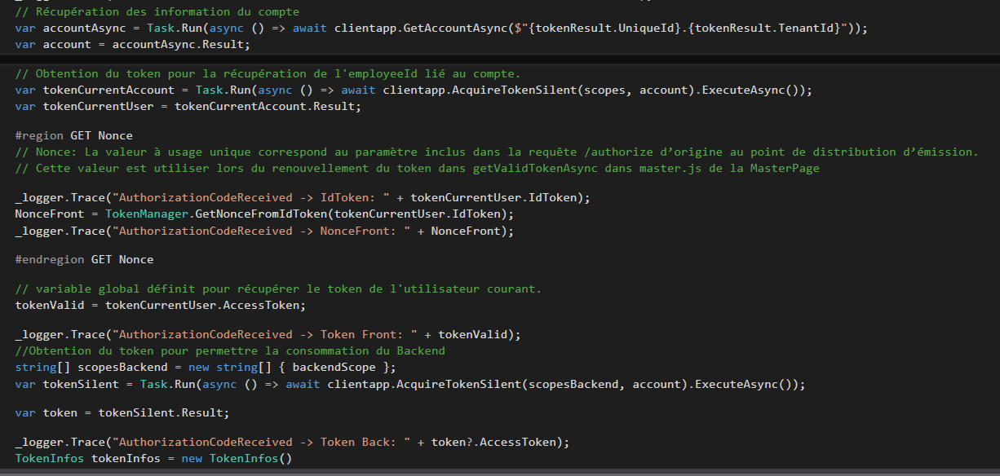 // Récupération des information du compte
var accountAsync = Task.Run(async () => await clientapp.GetAccountAsync($"{tokenResult.UniqueId}.{tokenResult.TenantId}"));
var account = accountAsync.Result;
// Obtention du token pour la récupération de l'employeeId lié au compte.
var tokenCurrentAccount = Task.Run(async () => await clientapp.AcquireTokenSilent(scopes, account).ExecuteAsync());
var tokenCurrentUser = tokenCurrentAccount.Result;
#region GET Nonce
// Nonce: La valeur à usage unique correspond au paramètre inclus dans la requête /authorize d’origine au point de distribution d’émission.
// Cette valeur est utiliser lors du renouvellement du token dans getValidTokenAsync dans master.js de la MasterPage
_logger.Trace("AuthorizationCodeReceived -> IdToken: " + tokenCurrentUser.IdToken);
NonceFront = TokenManager.GetNonceFromIdToken(tokenCurrentUser.IdToken);
_logger.Trace("AuthorizationCodeReceived -> NonceFront: " + NonceFront);
#endregion GET Nonce
// variable global définit pour récupérer le token de l'utilisateur courant.
tokenValid = tokenCurrentUser.AccessToken;
_logger.Trace("AuthorizationCodeReceived -> Token Front: " + tokenValid);
//Obtention du token pour permettre la consommation du Backend
string[] scopesBackend = new string[] { backendScope };
var tokenSilent = Task.Run(async () => await clientapp.AcquireTokenSilent(scopesBackend, account).ExecuteAsync());
var token = tokenSilent.Result;
_logger.Trace("AuthorizationCodeReceived -> Token Back: " + token?.AccessToken);
TokenInfos tokenInfos = new TokenInfos()